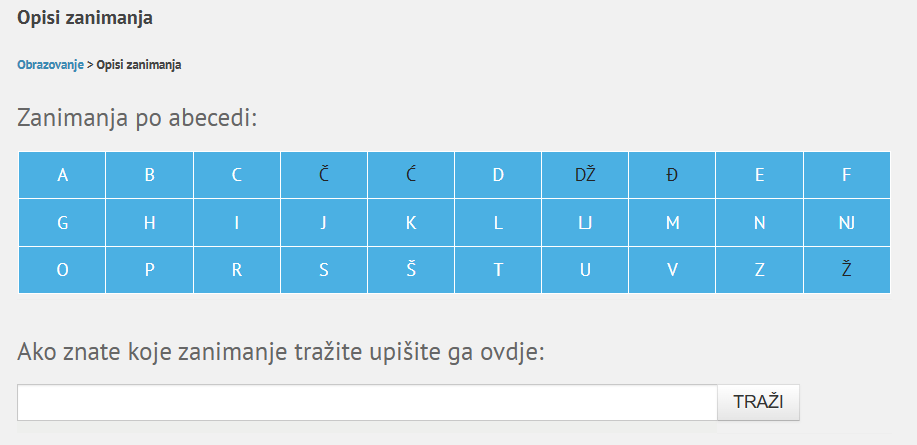 Opisi zanimanja
Obrazovanje > Opisi zanimanja
Zanimanja po abecedi:
A B C Č Ć D DŽ Đ E F
G H I J K L LJ M N NJ
O P R S Š T U V Z Ž
Ako znate koje zanimanje tražite upišite ga ovdje:
TRAŽI